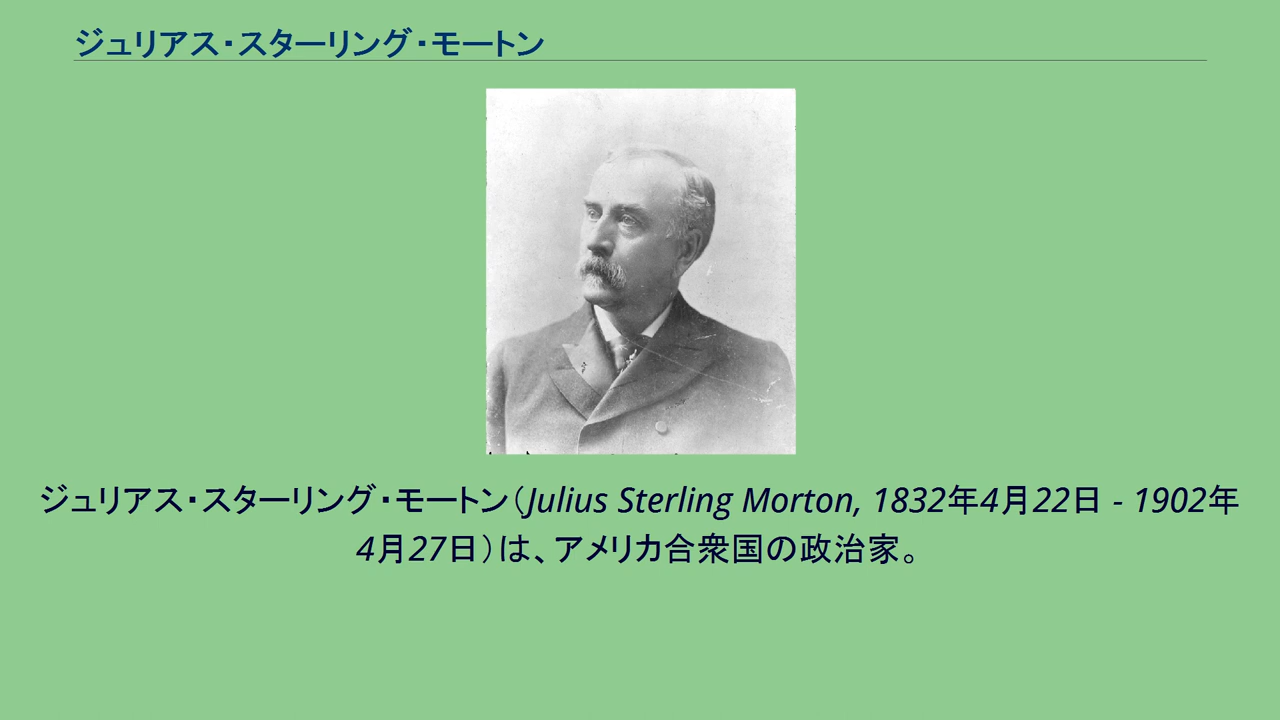 ジュリアス・スターリング・モートン
ジュリアス・スターリング・モートン（Julius Sterling Morton, 1832年4月22日 - 1902年
4月27日）は、アメリカ合衆国の政治家。